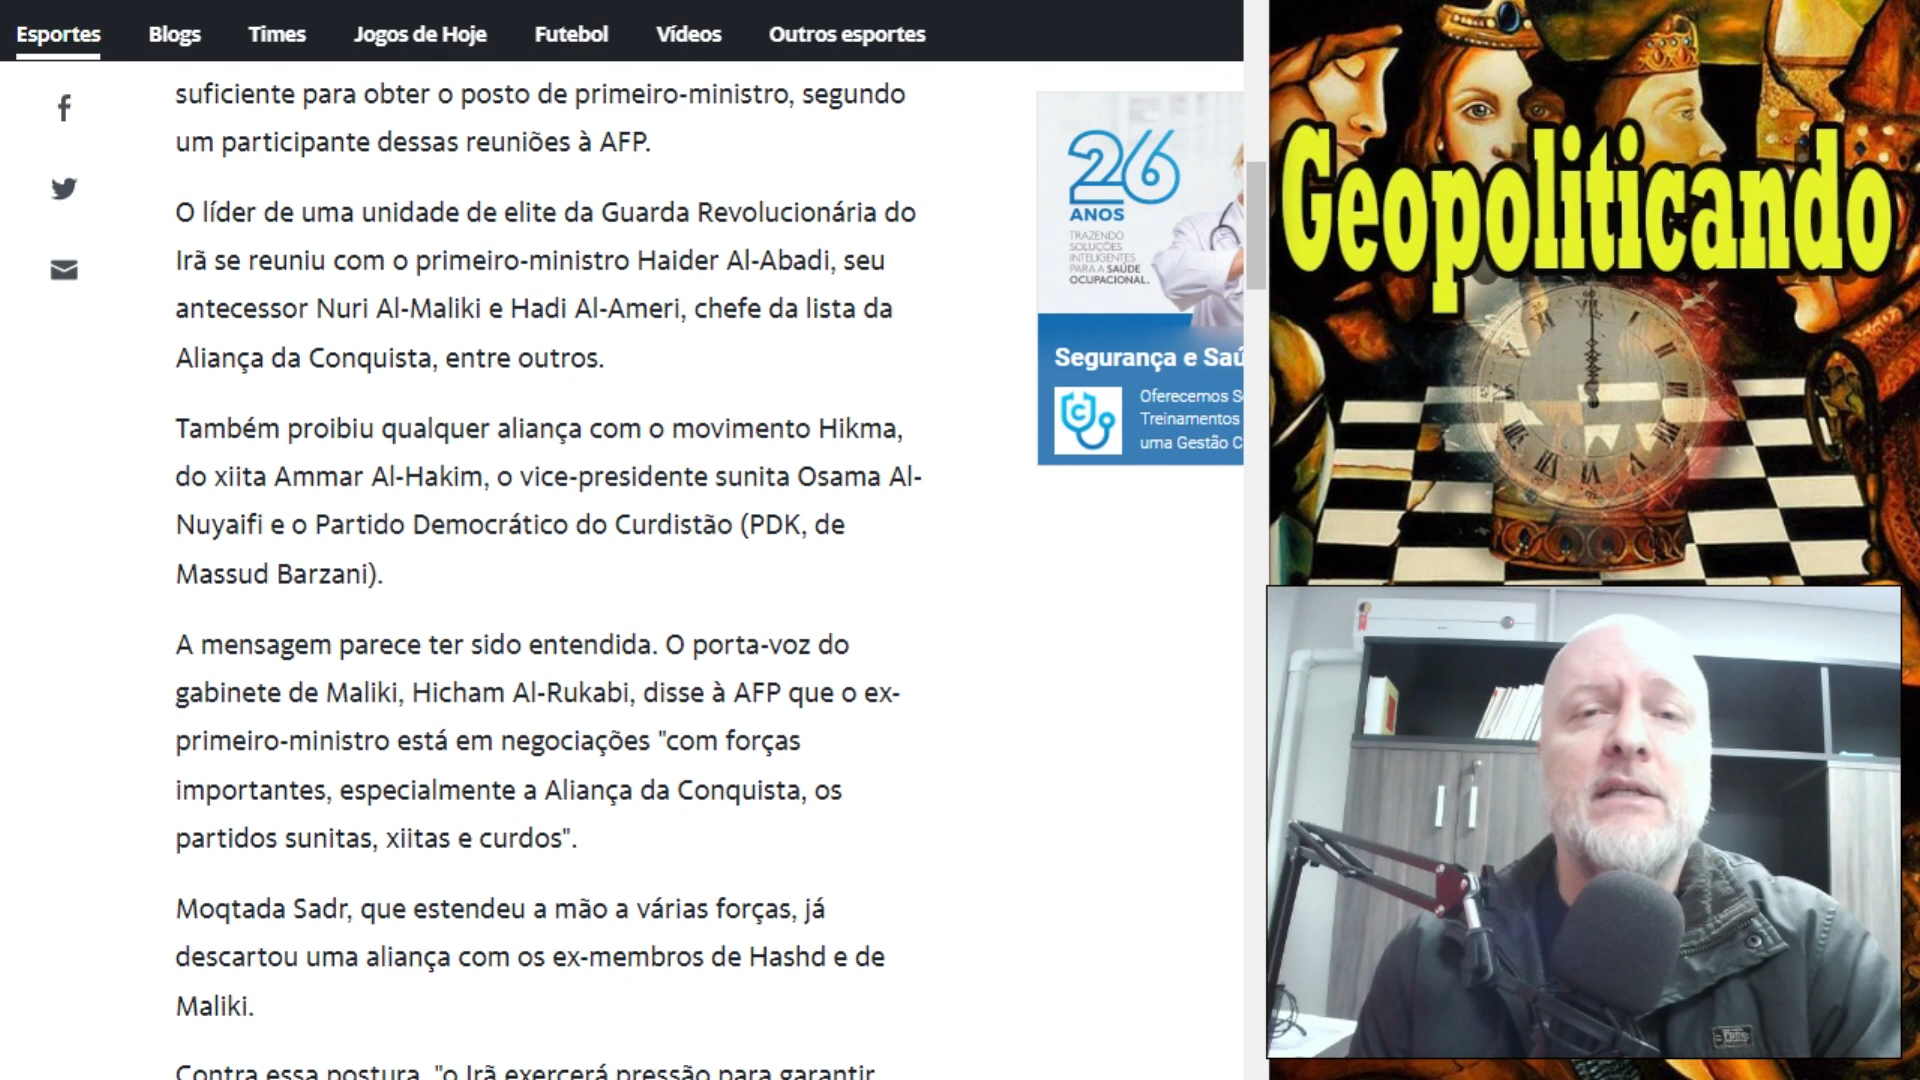 Esportes Blogs Times Jogos de Hoje Futebol Vídeos Outros esportes
suficiente para obter o posto de primeiro-ministro, segundo
um participante dessas reuniões à AFP.
O líder de uma unidade de elite da Guarda Revolucionária do
Irã se reuniu com o primeiro-ministro Haider Al-Abadi, seu
antecessor Nuri Al-Maliki e Hadi Al-Ameri, chefe da lista da
Aliança da Conquista, entre outros.
Também proibiu qualquer aliança com o movimento Hikma,
do xiita Ammar Al-Hakim, o vice-presidente sunita Osama Al-
Nuyaifi e o Partido Democrático do Curdistão (PDK, de
Massud Barzani).
A mensagem parece ter sido entendida. O porta-voz do
gabinete de Maliki, Hicham Al-Rukabi, disse à AFP que o ex-
primeiro-ministro está em negociações "com forças
importantes, especialmente a Aliança da Conquista, os
partidos sunitas, xiitas e curdos".
Moqtada Sadr, que estendeu a mão a várias forças, já
descartou uma aliança com os ex-membros de Hashd e de
Maliki.
Contra essa postura, "o Irã exercerá pressão para garantir
26
ANOS
TRAZENDO
SOLUÇÕES
INTELIGENTES
PARA A SAÚDE
OCUPACIONAL.
Segurança e Saú
Oferecemos S
Treinamentos
uma Gestão C
Geopoliticando